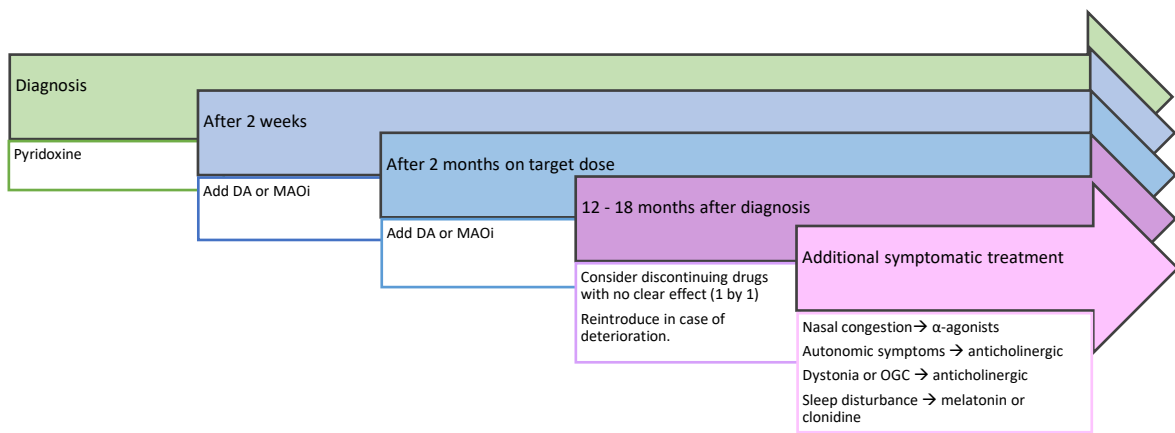 Diagnosis
Pyridoxine
After 2 weeks
Add DA or MAOi
After 2 months on target dose
Add DA or MAOi
12 - 18 months after diagnosis
Consider discontinuing drugs
with no clear effect (1 by 1)
Reintroduce in case of
deterioration.
Additional symptomatic treatment
Nasal congestion→ α-agonists
Autonomic symptoms → anticholinergic
Dystonia or OGC → anticholinergic
Sleep disturbance → melatonin or
clonidine